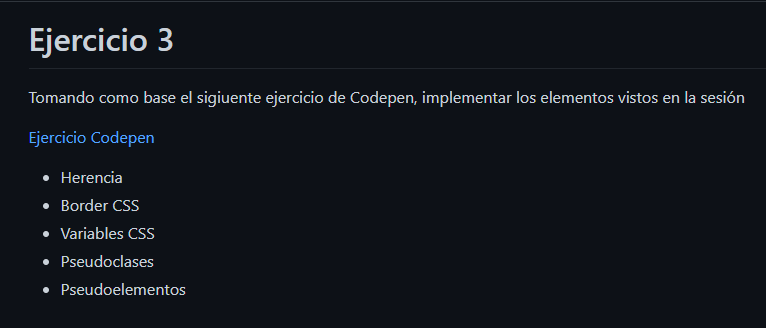 Ejercicio 3
Tomando como base el sigiuente ejercicio de Codepen, implementar los elementos vistos en la sesión
Ejercicio Codepen
• Herencia
• Border CSS
• Variables CSS
• Pseudoclases
• Pseudoelementos